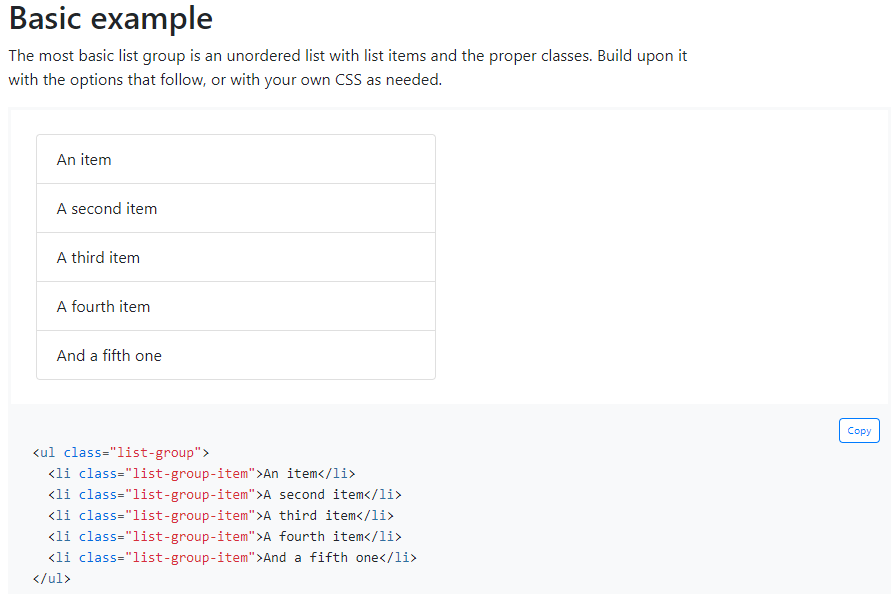 Basic example
The most basic list group is an unordered list with list items and the proper classes. Build upon it
with the options that follow, or with your own CSS as needed.
An item
A second item
A third item
A fourth item
And a fifth one
Copy
<ul class="list-group">
  <li class="list-group-item">An item</li>
  <li class="list-group-item">A second item</li>
  <li class="list-group-item">A third item</li>
  <li class="list-group-item">A fourth item</li>
  <li class="list-group-item">And a fifth one</li>
</ul>